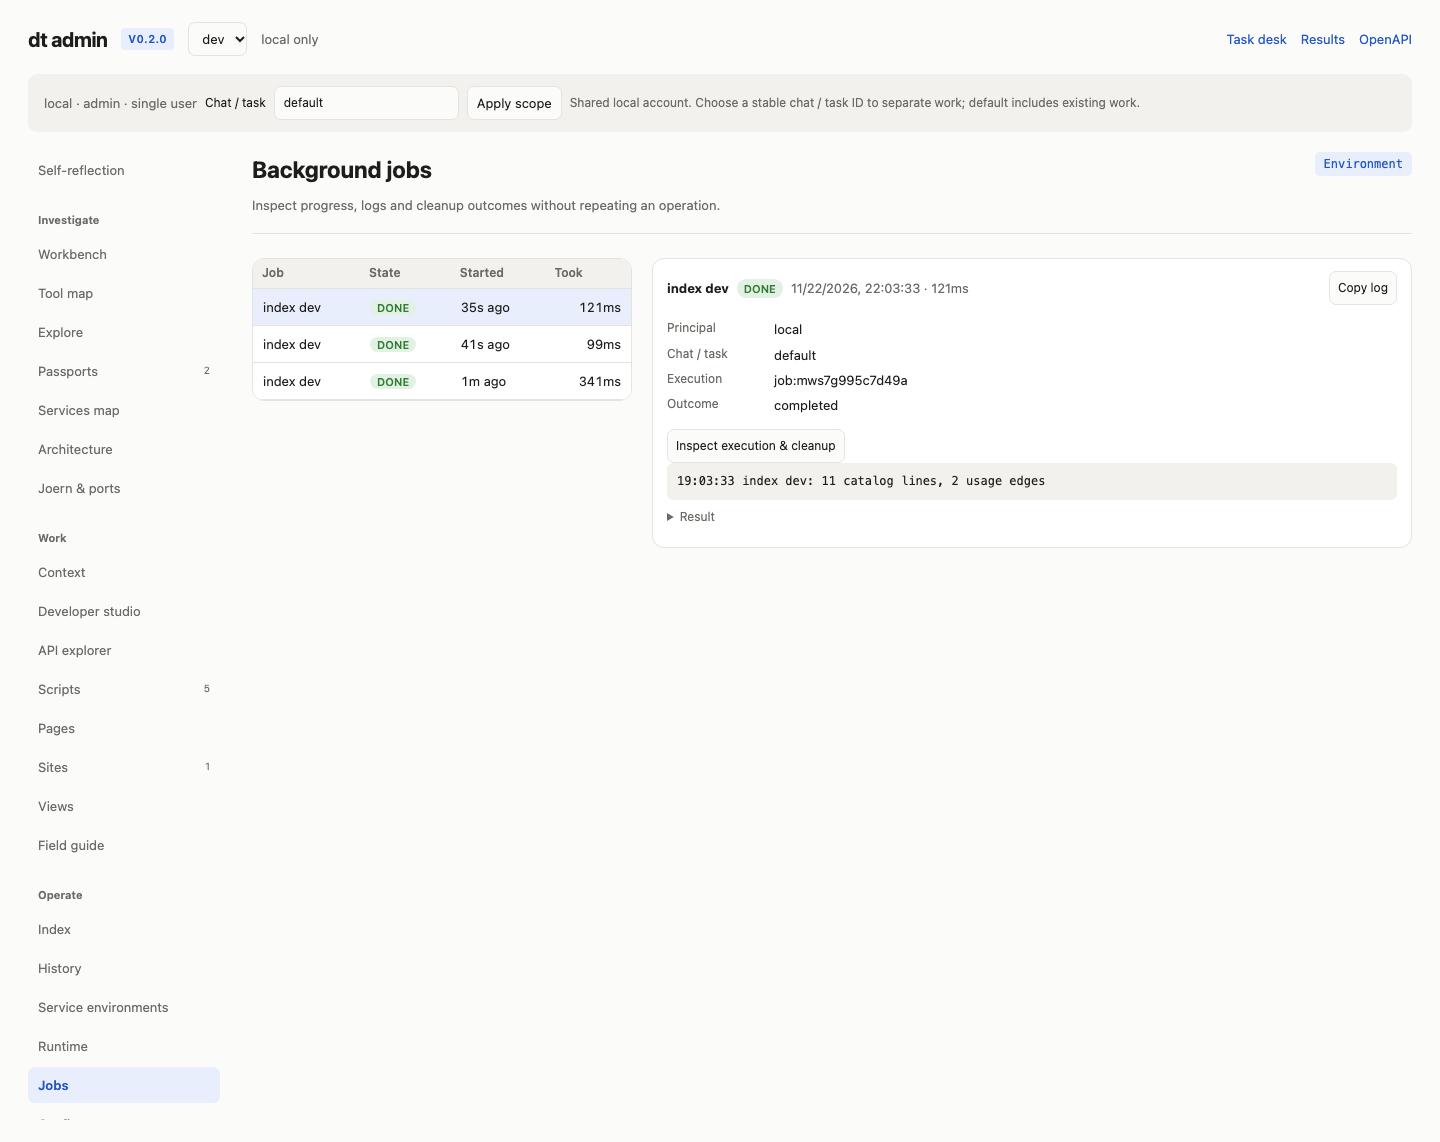 dt admin V0.2.0 dev local only Task desk Results OpenAPI
local · admin · single user Chat / task default Apply scope Shared local account. Choose a stable chat / task ID to separate work; default includes existing work.
Self-reflection
Investigate
Workbench
Tool map
Explore
Passports 2
Services map
Architecture
Joern & ports
Work
Context
Developer studio
API explorer
Scripts 5
Pages
Sites 1
Views
Field guide
Operate
Index
History
Service environments
Runtime
Jobs
Background jobs Environment
Inspect progress, logs and cleanup outcomes without repeating an operation.
Job State Started Took
index dev DONE 35s ago 121ms
index dev DONE 41s ago 99ms
index dev DONE 1m ago 341ms
index dev DONE 11/22/2026, 22:03:33 · 121ms Copy log
Principal local
Chat / task default
Execution job:mws7g995c7d49a
Outcome completed
Inspect execution & cleanup
19:03:33 index dev: 11 catalog lines, 2 usage edges
Result